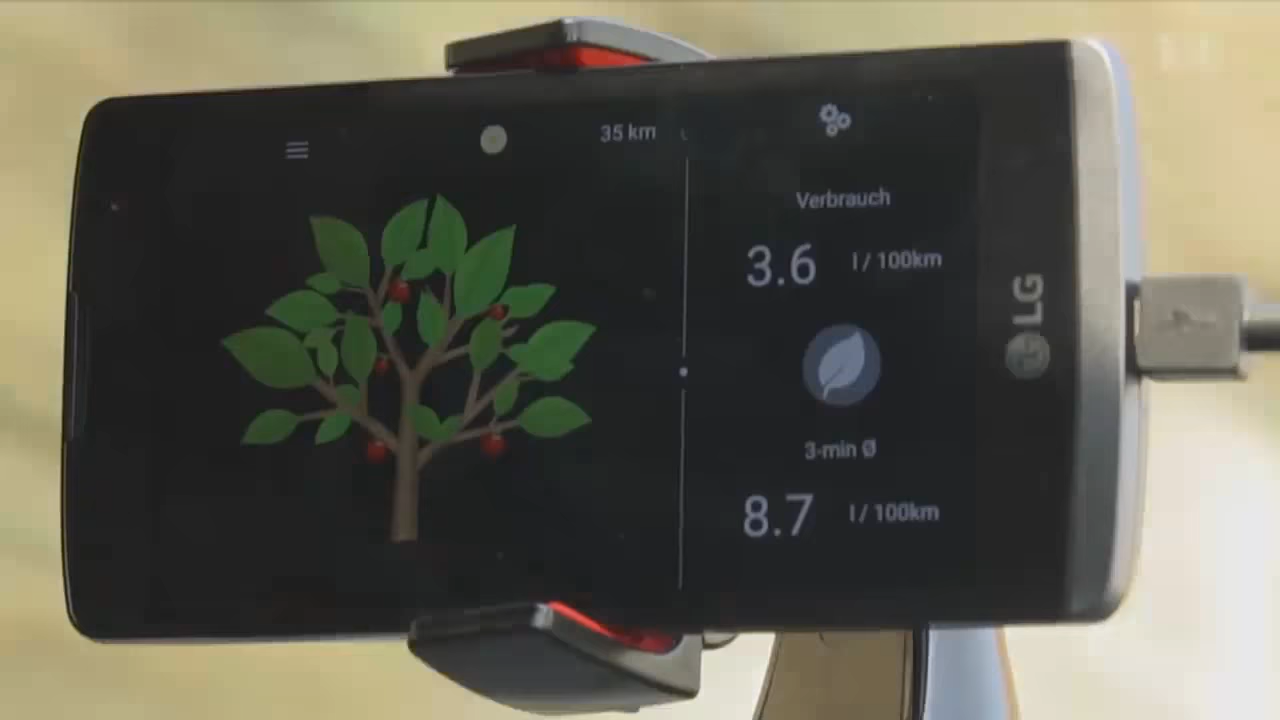 35 km
Verbrauch
3.6 l / 100km
3-min Ø
8.7 l / 100km
LG